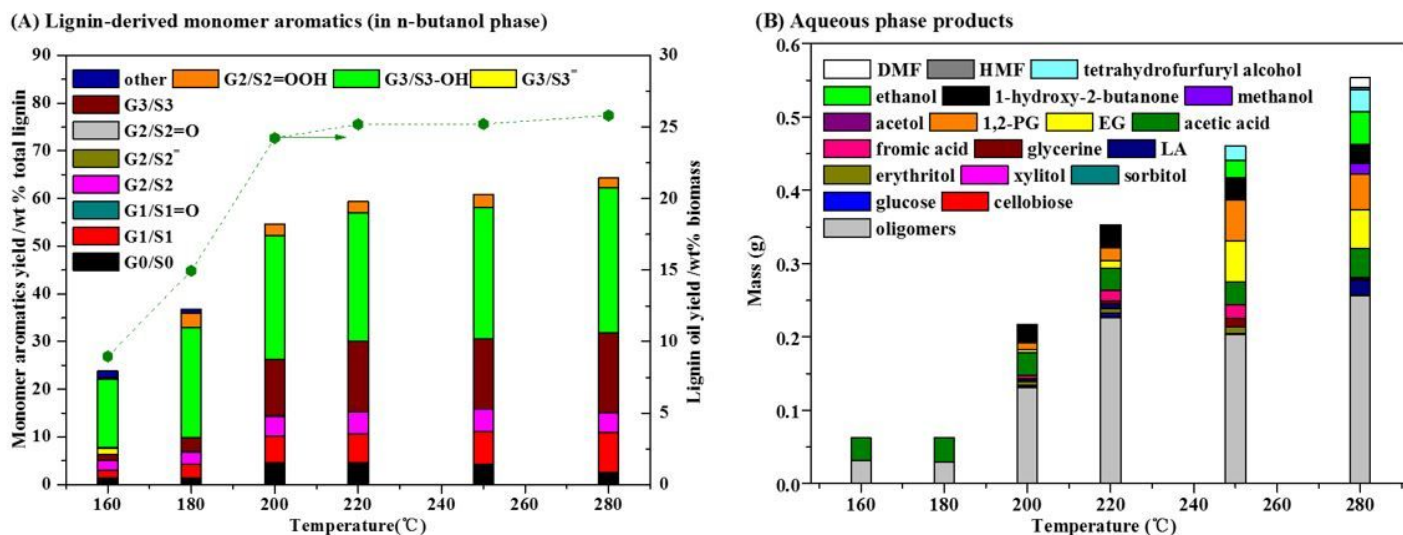 (A) Lignin-derived monomer aromatics (in n-butanol phase)
Monomer aromatics yield /wt % total lignin
90
80
70
60
50
40
30
20
10
0
other G2/S2=OOH G3/S3-OH G3/S3=
G3/S3
G2/S2=O
G2/S2=
G2/S2
G1/S1=O
G1/S1
G0/S0
30
25
20
15
10
5
0
Lignin oil yield /wt% biomass
160 180 200 220 240 260 280
Temperature(℃)
(B) Aqueous phase products
Mass (g)
0.6
0.5
0.4
0.3
0.2
0.1
0.0
DMF HMF tetrahydrofurfuryl alcohol
ethanol 1-hydroxy-2-butanone methanol
acetol 1,2-PG EG acetic acid
fromic acid glycerine LA
erythritol xylitol sorbitol
glucose cellobiose
oligomers
160 180 200 220 240 260 280
Temperature (℃)